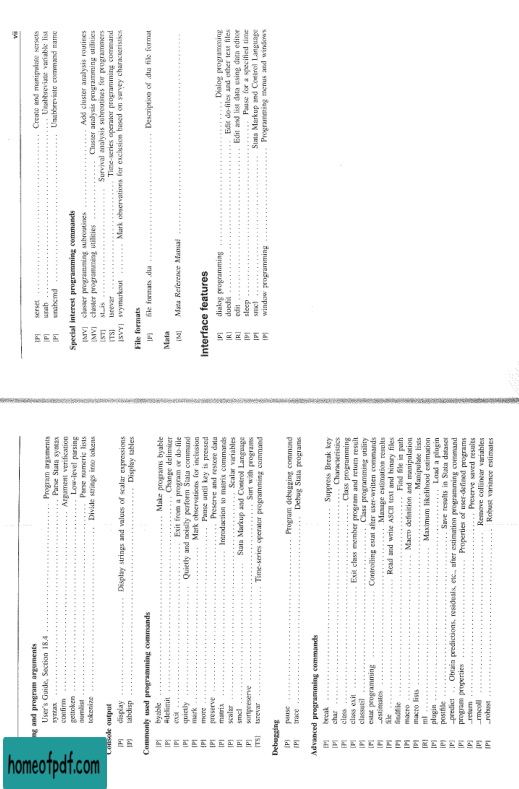 ng and program arguments
User's Guide, Section 18.4 ........ Program arguments
syntax ........ Parse Stata syntax
confirm ........ Argument verification
gettoken ........ Low-level parsing
numlist ........ Parse numeric lists
tokenize ........ Divide strings into tokens
Console output
[P] display ........ Display strings and values of scalar expressions
[P] tabdisp ........ Display tables
Commonly used programming commands
[P] byable ........ Make programs byable
[P] #delimit ........ Change delimiter
[P] exit ........ Exit from a program or do-file
[P] quietly ........ Quietly and noisily perform Stata command
[P] mark ........ Mark observations for inclusion
[P] more ........ Pause until key is pressed
[P] preserve ........ Preserve and restore data
[P] matrix ........ Introduction to matrix commands
[P] scalar ........ Scalar variables
[P] smcl ........ Stata Markup and Control Language
[P] sortpreserve ........ Sort with programs
[TS] tsrevar ........ Time-series operator programming command
Debugging
[P] pause ........ Program debugging command
[P] trace ........ Debug Stata programs
Advanced programming commands
[P] break ........ Suppress Break key
[P] char ........ Characteristics
[P] class ........ Class programming
[P] class exit ........ Exit class member program and return result
[P] classutil ........ Class programming utility
[P] estat programming ........ Controlling estat after user-written commands
[P] _estimates ........ Manage estimation results
[P] file ........ Read and write ASCII text and binary files
[P] findfile ........ Find file in path
[P] macro ........ Macro definition and manipulation
[P] macro lists ........ Manipulate lists
[R] ml ........ Maximum likelihood estimation
[P] plugin ........ Load a plugin
[P] postfile ........ Save results in Stata dataset
[P] _predict ........ Obtain predictions, residuals, etc., after estimation programming command
[P] program properties ........ Properties of user-defined programs
[P] _return ........ Preserve saved results
[P] _rmcoll ........ Remove collinear variables
[P] _robust ........ Robust variance estimates
vii
[P] serset ........ Create and manipulate sersets
[P] unab ........ Unabbreviate variable list
[P] unabcmd ........ Unabbreviate command name
Special interest programming commands
[MV] cluster programming subroutines ........ Add cluster analysis routines
[MV] cluster programming utilities ........ Cluster analysis programming utilities
[ST] st_is ........ Survival analysis subroutines for programmers
[TS] tsrevar ........ Time-series operator programming command
[SVY] svymarkout ........ Mark observations for exclusion based on survey characteristics
File formats
[P] file formats .dta ........ Description of .dta file format
Mata
[M] Mata Reference Manual ........
Interface features
[P] dialog programming ........ Dialog programming
[R] doedit ........ Edit do-files and other text files
[R] edit ........ Edit and list data using data editor
[P] sleep ........ Pause for a specified time
[P] smcl ........ Stata Markup and Control Language
[P] window programming ........ Programming menus and windows
homeofpdf.com